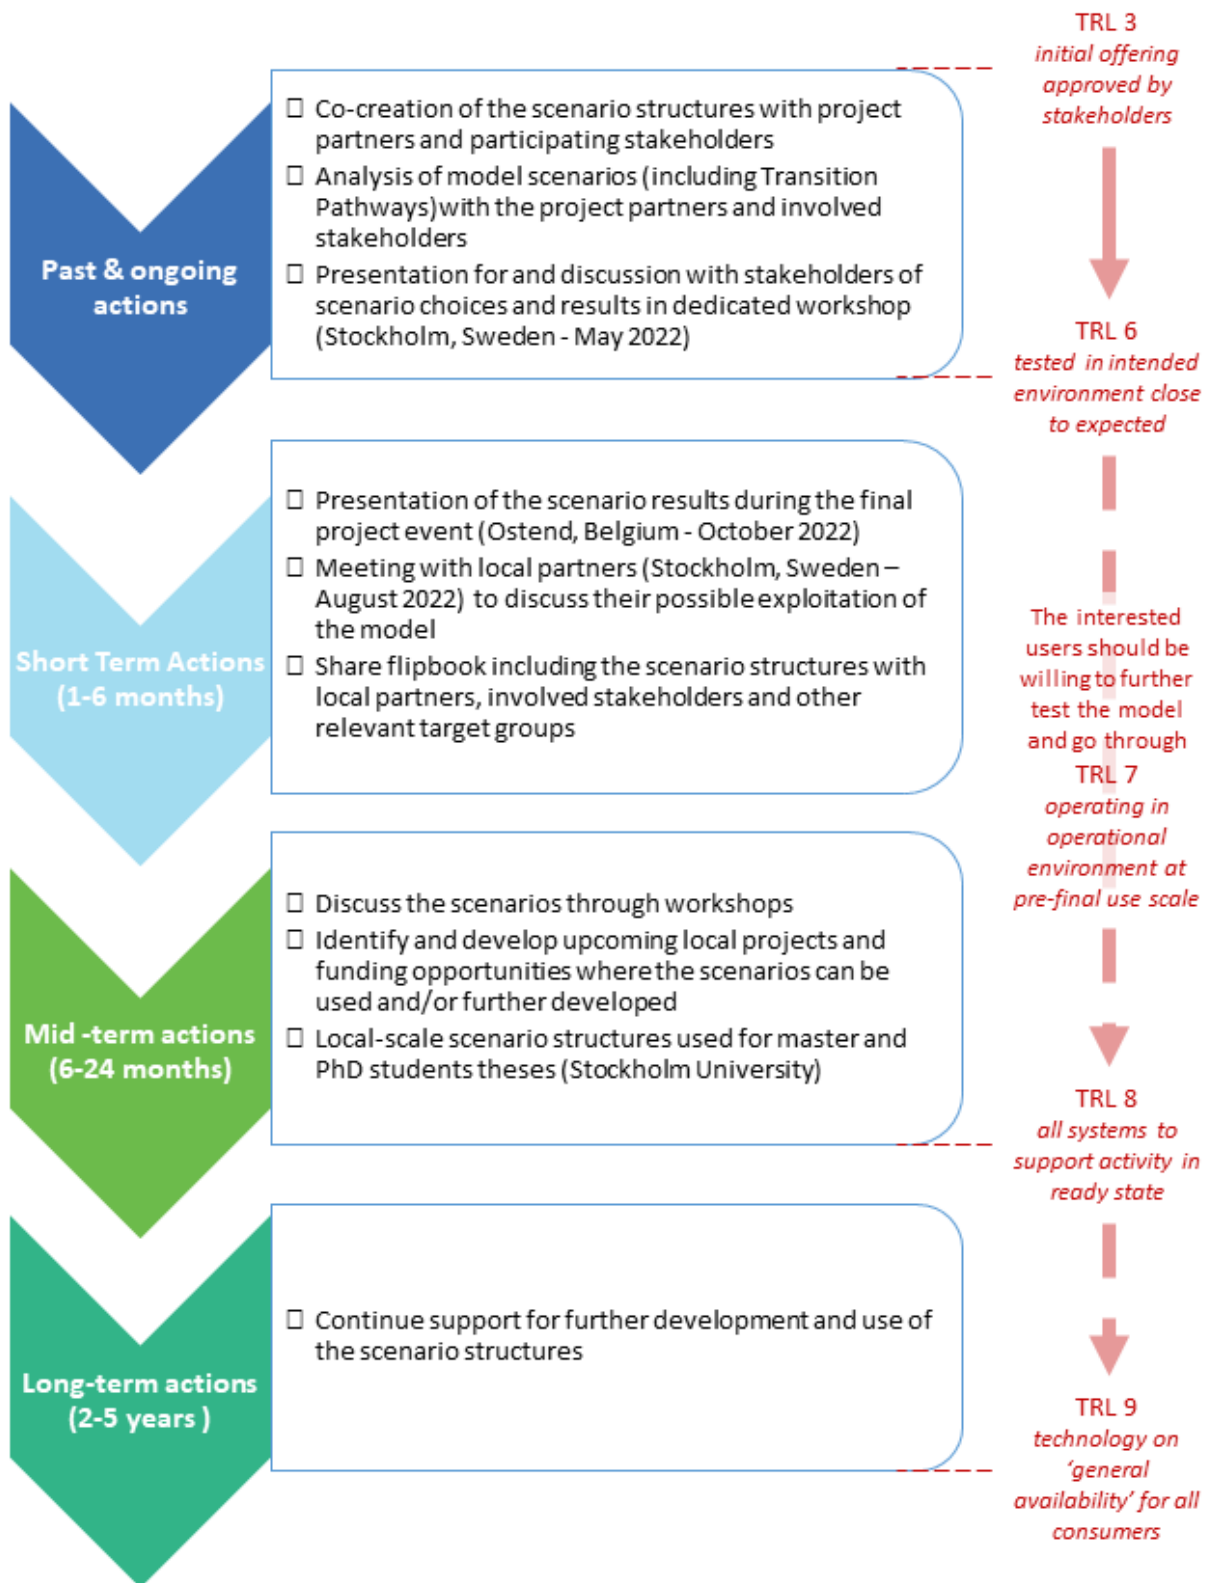 Past & ongoing
actions
☐ Co-creation of the scenario structures with project
partners and participating stakeholders
☐ Analysis of model scenarios (including Transition
Pathways)with the project partners and involved
stakeholders
☐ Presentation for and discussion with stakeholders of
scenario choices and results in dedicated workshop
(Stockholm, Sweden - May 2022)
Short Term Actions
(1-6 months)
☐ Presentation of the scenario results during the final
project event (Ostend, Belgium - October 2022)
☐ Meeting with local partners (Stockholm, Sweden –
August 2022) to discuss their possible exploitation of
the model
☐ Share flipbook including the scenario structures with
local partners, involved stakeholders and other
relevant target groups
Mid -term actions
(6-24 months)
☐ Discuss the scenarios through workshops
☐ Identify and develop upcoming local projects and
funding opportunities where the scenarios can be
used and/or further developed
☐ Local-scale scenario structures used for master and
PhD students theses (Stockholm University)
Long-term actions
(2-5 years )
☐ Continue support for further development and use of
the scenario structures
TRL 3
initial offering
approved by
stakeholders
TRL 6
tested in intended
environment close
to expected
The interested
users should be
willing to further
test the model
and go through
TRL 7
operating in
operational
environment at
pre-final use scale
TRL 8
all systems to
support activity in
ready state
TRL 9
technology on
‘general
availability’ for all
consumers